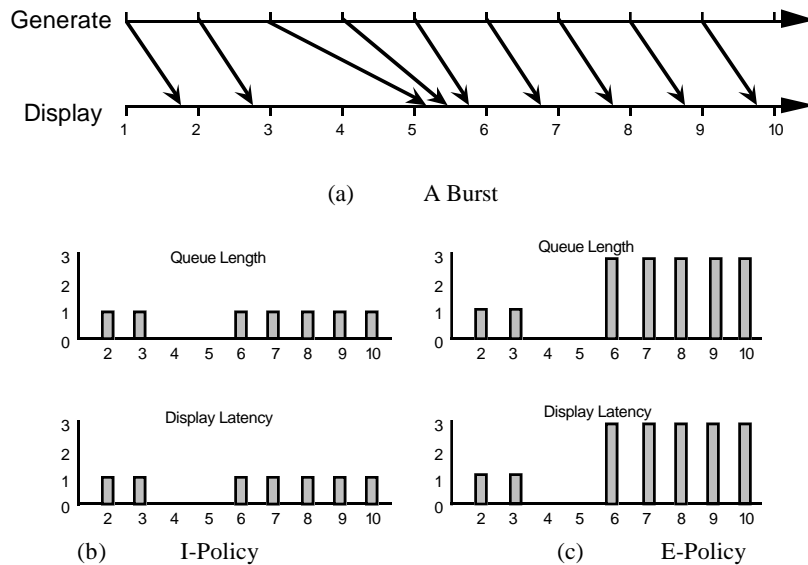 Generate
Display
1 2 3 4 5 6 7 8 9 10
(a) A Burst
Queue Length
3
2
1
0
2 3 4 5 6 7 8 9 10
Queue Length
3
2
1
0
2 3 4 5 6 7 8 9 10
Display Latency
3
2
1
0
2 3 4 5 6 7 8 9 10
Display Latency
3
2
1
0
2 3 4 5 6 7 8 9 10
(b) I-Policy
(c) E-Policy